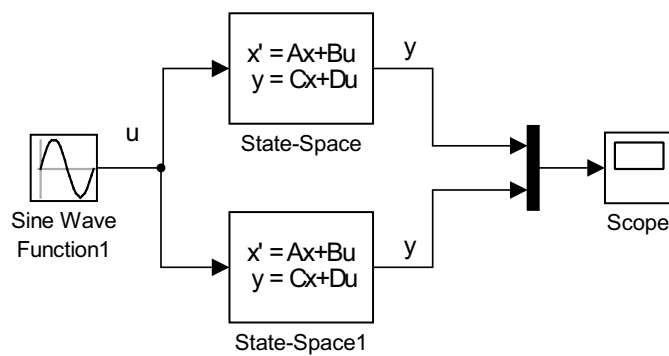 x' = Ax+Bu
y = Cx+Du
State-Space
y
u
Sine Wave
Function1
Scope
x' = Ax+Bu
y = Cx+Du
State-Space1
y